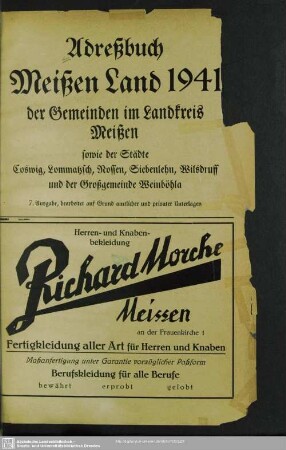 Adreßbuch
Meißen Land 1941
der Gemeinden im Landkreis
Meißen
sowie der Städte
Coswig, Lommatzsch, Nossen, Siebenlehn, Wilsdruff
und der Großgemeinde Weinböhla
7. Ausgabe, bearbeitet auf Grund amtlicher und privater Unterlagen
Herren- und Knaben-
bekleidung
Richard Morche
Meissen
an der Frauenkirche 1
Fertigkleidung aller Art für Herren und Knaben
Maßanfertigung unter Garantie vorzüglicher Paßform
Berufskleidung für alle Berufe
bewährt erprobt gelobt